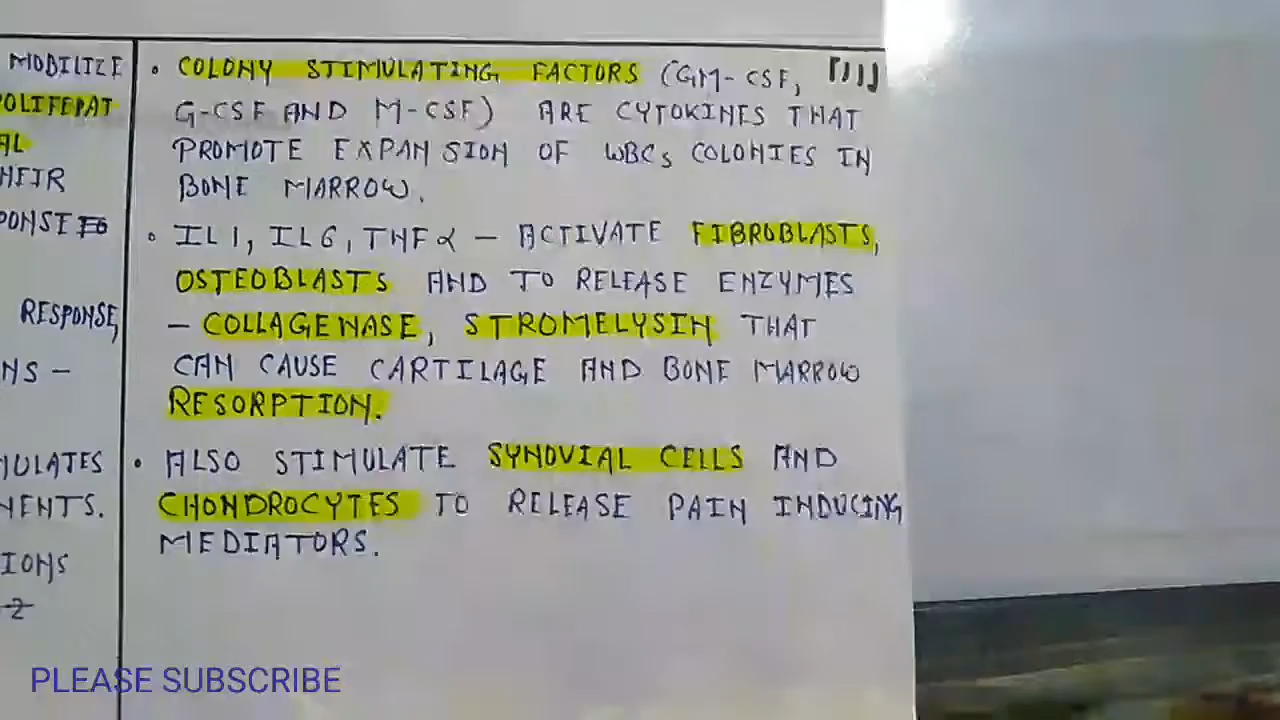 MOBILIZE
OLIFERAT
AL
HEIR
PONSE
RESPONSE,
NS –
MULATES
MENTS.
IONS
2
• COLONY STIMULATING FACTORS (GM-CSF,
G-CSF AND M-CSF) ARE CYTOKINES THAT
PROMOTE EXPANSION OF WBCs COLONIES IN
BONE MARROW.
• IL1, IL6, TNFα – ACTIVATE FIBROBLASTS,
OSTEOBLASTS AND TO RELEASE ENZYMES
– COLLAGENASE, STROMELYSIN THAT
CAN CAUSE CARTILAGE AND BONE MARROW
RESORPTION.
• ALSO STIMULATE SYNOVIAL CELLS AND
CHONDROCYTES TO RELEASE PAIN INDUCING
MEDIATORS.
PLEASE SUBSCRIBE